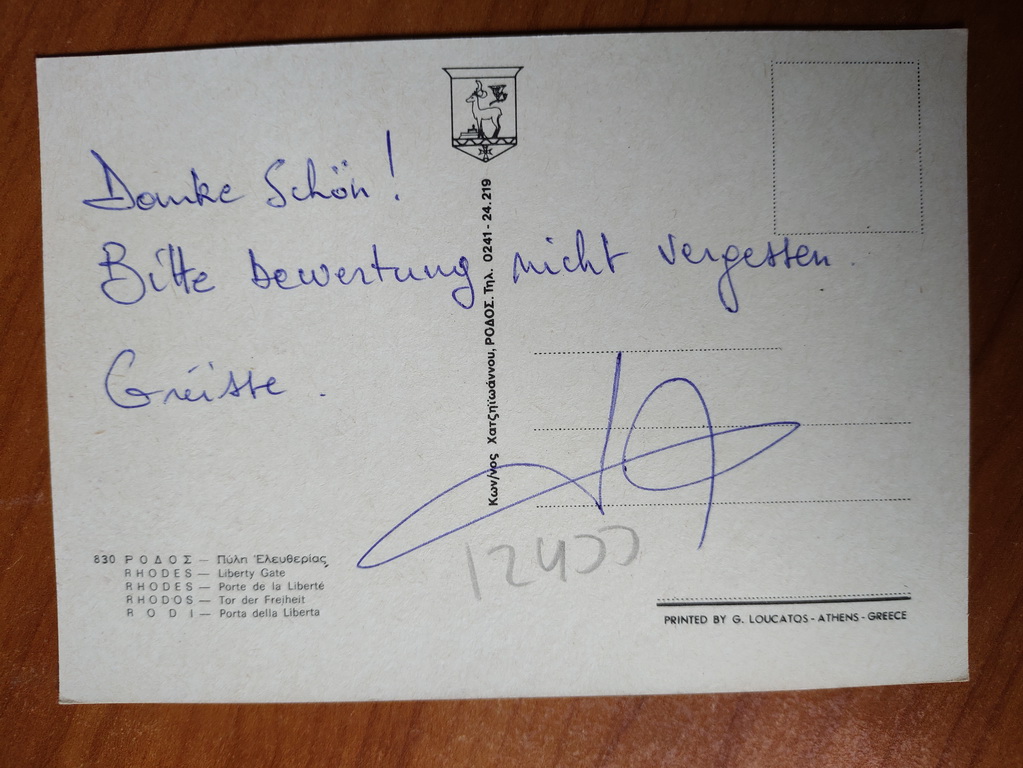 Danke Schön!
Bitte bewertung nicht vergessen.
Grüsse.
Κων/νος Χατζηϊωάννου, ΡΟΔΟΣ. Τηλ. 0241-24.219
12400
830 ΡΟΔΟΣ — Πύλη Ἐλευθερίας
RHODES — Liberty Gate
RHODES — Porte de la Liberté
RHODOS — Tor der Freiheit
RODI — Porta della Liberta
PRINTED BY G. LOUCATOS - ATHENS - GREECE